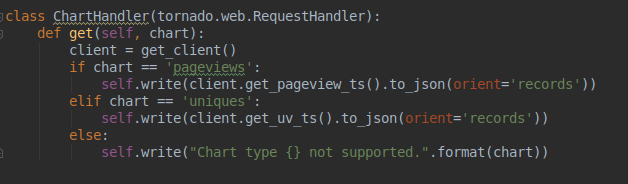 class ChartHandler(tornado.web.RequestHandler):
    def get(self, chart):
        client = get_client()
        if chart == 'pageviews':
            self.write(client.get_pageview_ts().to_json(orient='records'))
        elif chart == 'uniques':
            self.write(client.get_uv_ts().to_json(orient='records'))
        else:
            self.write("Chart type {} not supported.".format(chart))